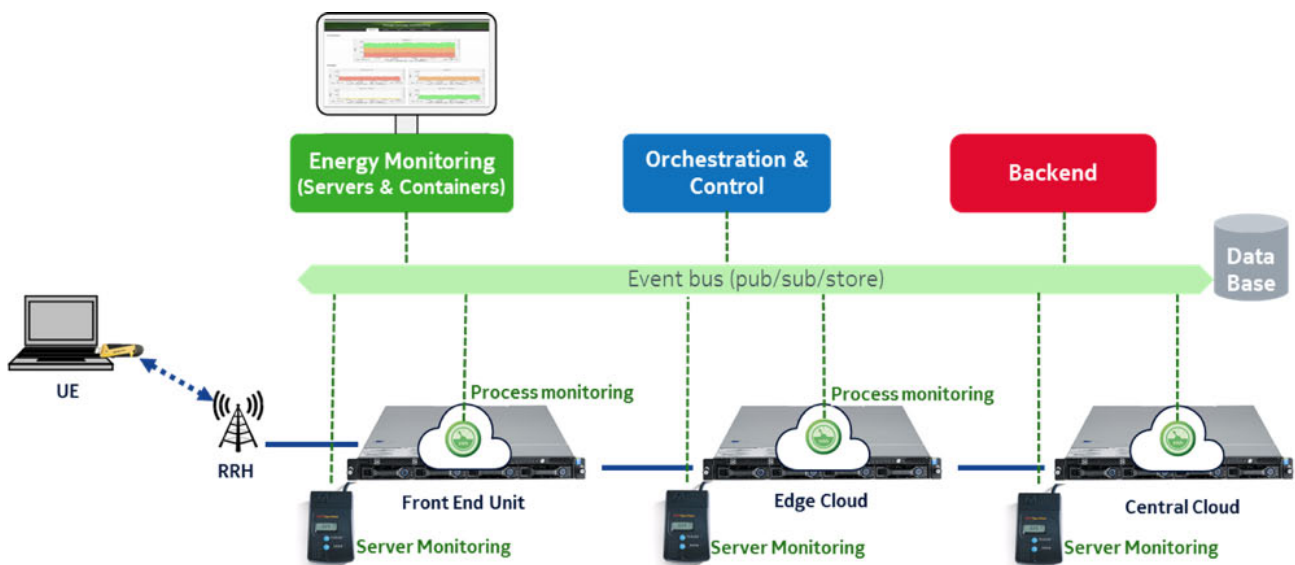 Energy Monitoring
(Servers & Containers)
Orchestration &
Control
Backend
Data
Base
Event bus (pub/sub/store)
UE
RRH
Process monitoring
Process monitoring
Front End Unit
Edge Cloud
Central Cloud
Server Monitoring
Server Monitoring
Server Monitoring